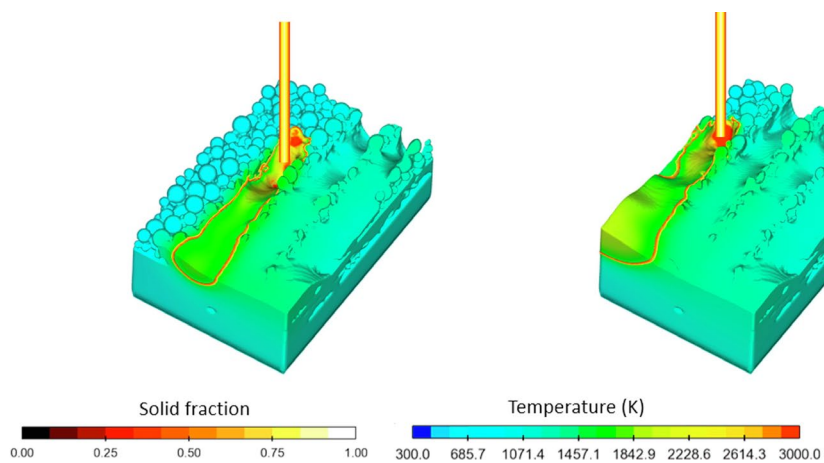 Solid fraction
Temperature (K)
0.00 0.25 0.50 0.75 1.00
300.0 685.7 1071.4 1457.1 1842.9 2228.6 2614.3 3000.0